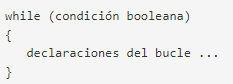 while (condición booleana)
{
   declaraciones del bucle ...
}